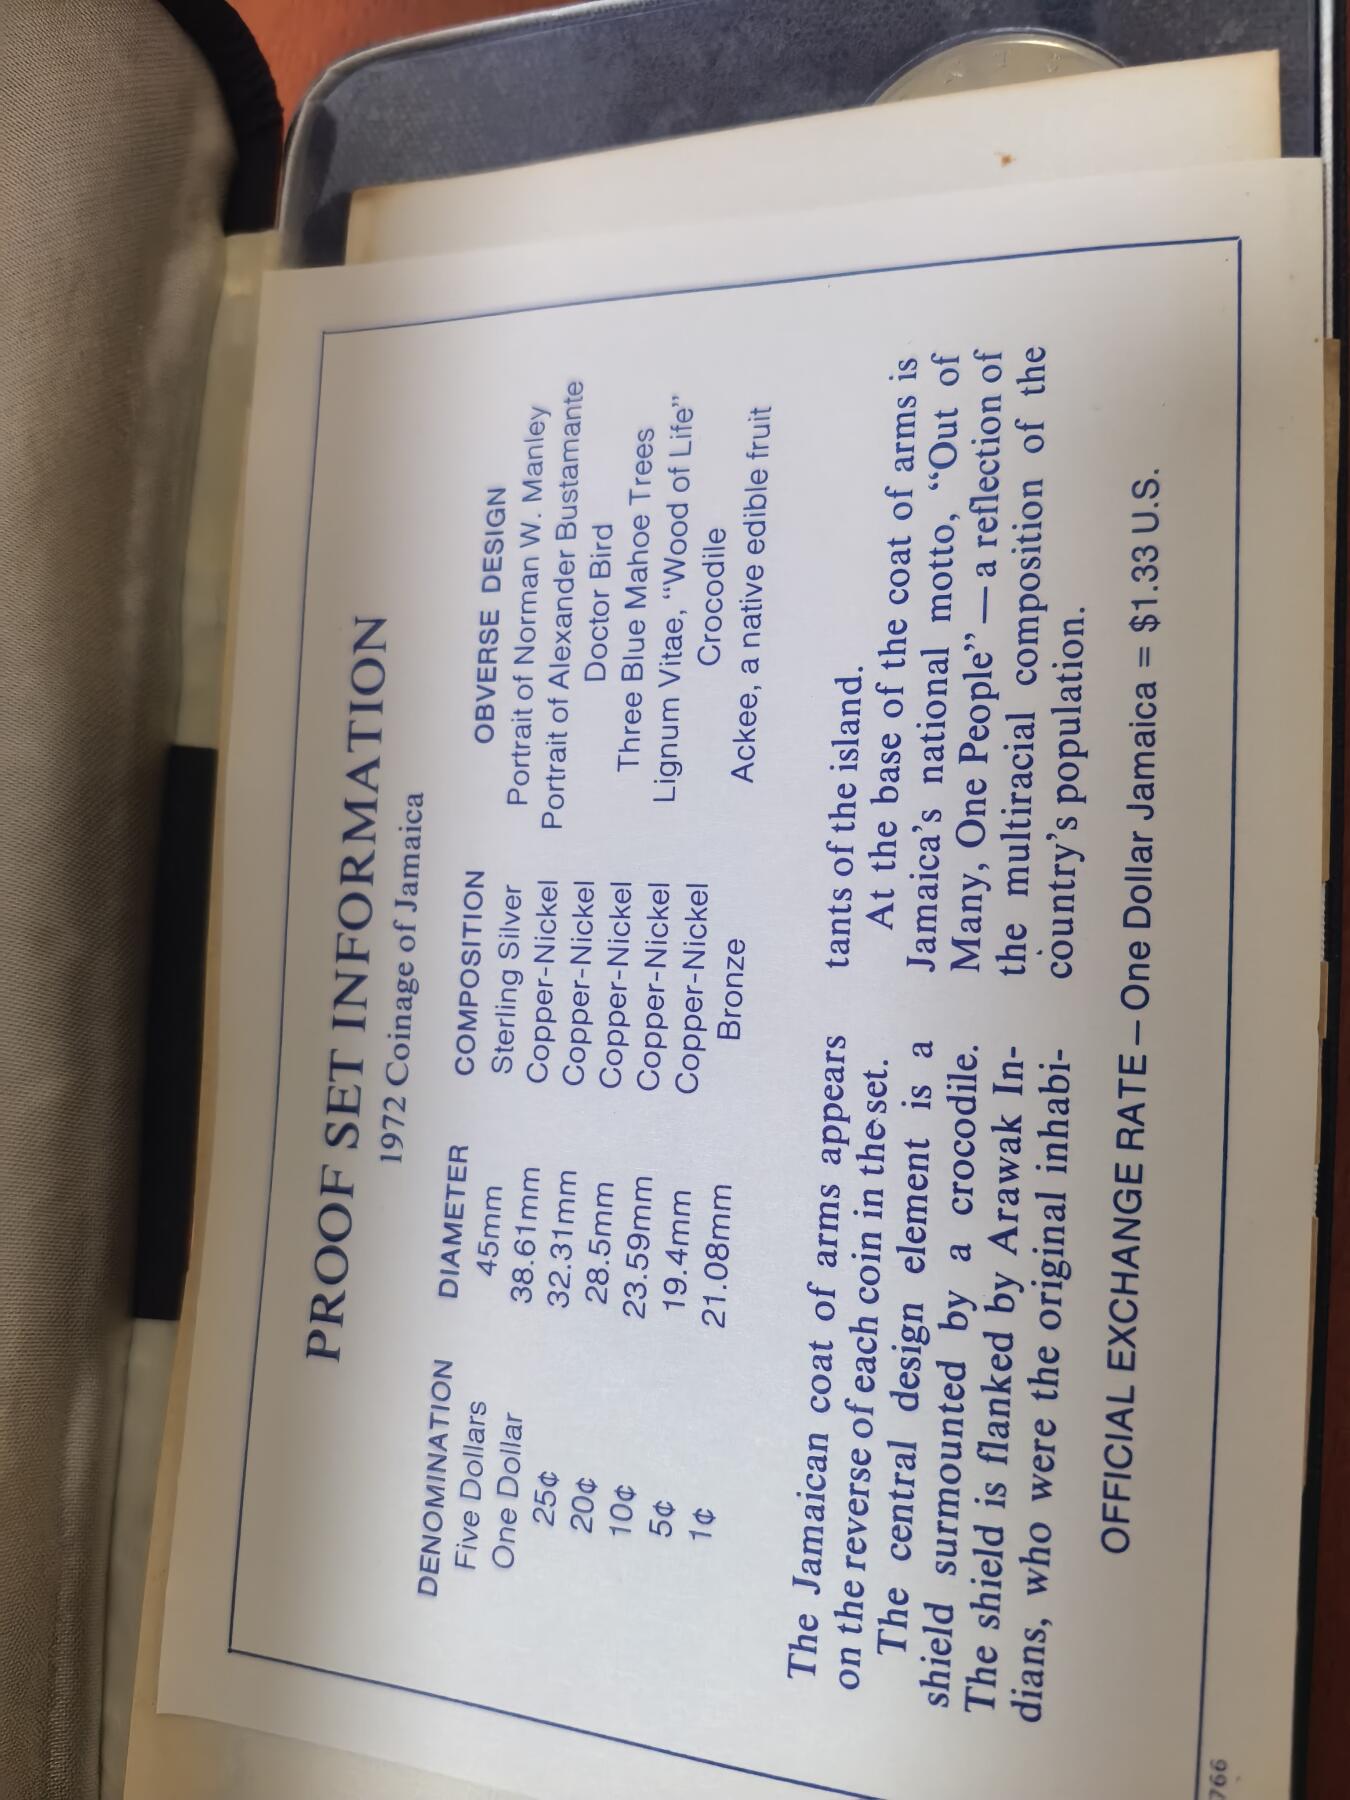 PROOF SET INFORMATION
1972 Coinage of Jamaica
DENOMINATION DIAMETER COMPOSITION OBVERSE DESIGN
Five Dollars 45mm Sterling Silver Portrait of Norman W. Manley
One Dollar 38.61mm Copper-Nickel Portrait of Alexander Bustamante
25¢ 32.31mm Copper-Nickel Doctor Bird
20¢ 28.5mm Copper-Nickel Three Blue Mahoe Trees
10¢ 23.59mm Copper-Nickel Lignum Vitae, “Wood of Life”
5¢ 19.4mm Copper-Nickel Crocodile
1¢ 21.08mm Bronze Ackee, a native edible fruit
The Jamaican coat of arms appears
on the reverse of each coin in the set.
The central design element is a
shield surmounted by a crocodile.
The shield is flanked by Arawak In-
dians, who were the original inhabi-
tants of the island.
At the base of the coat of arms is
Jamaica’s national motto, “Out of
Many, One People” — a reflection of
the multiracial composition of the
country’s population.
OFFICIAL EXCHANGE RATE — One Dollar Jamaica = $1.33 U.S.
766